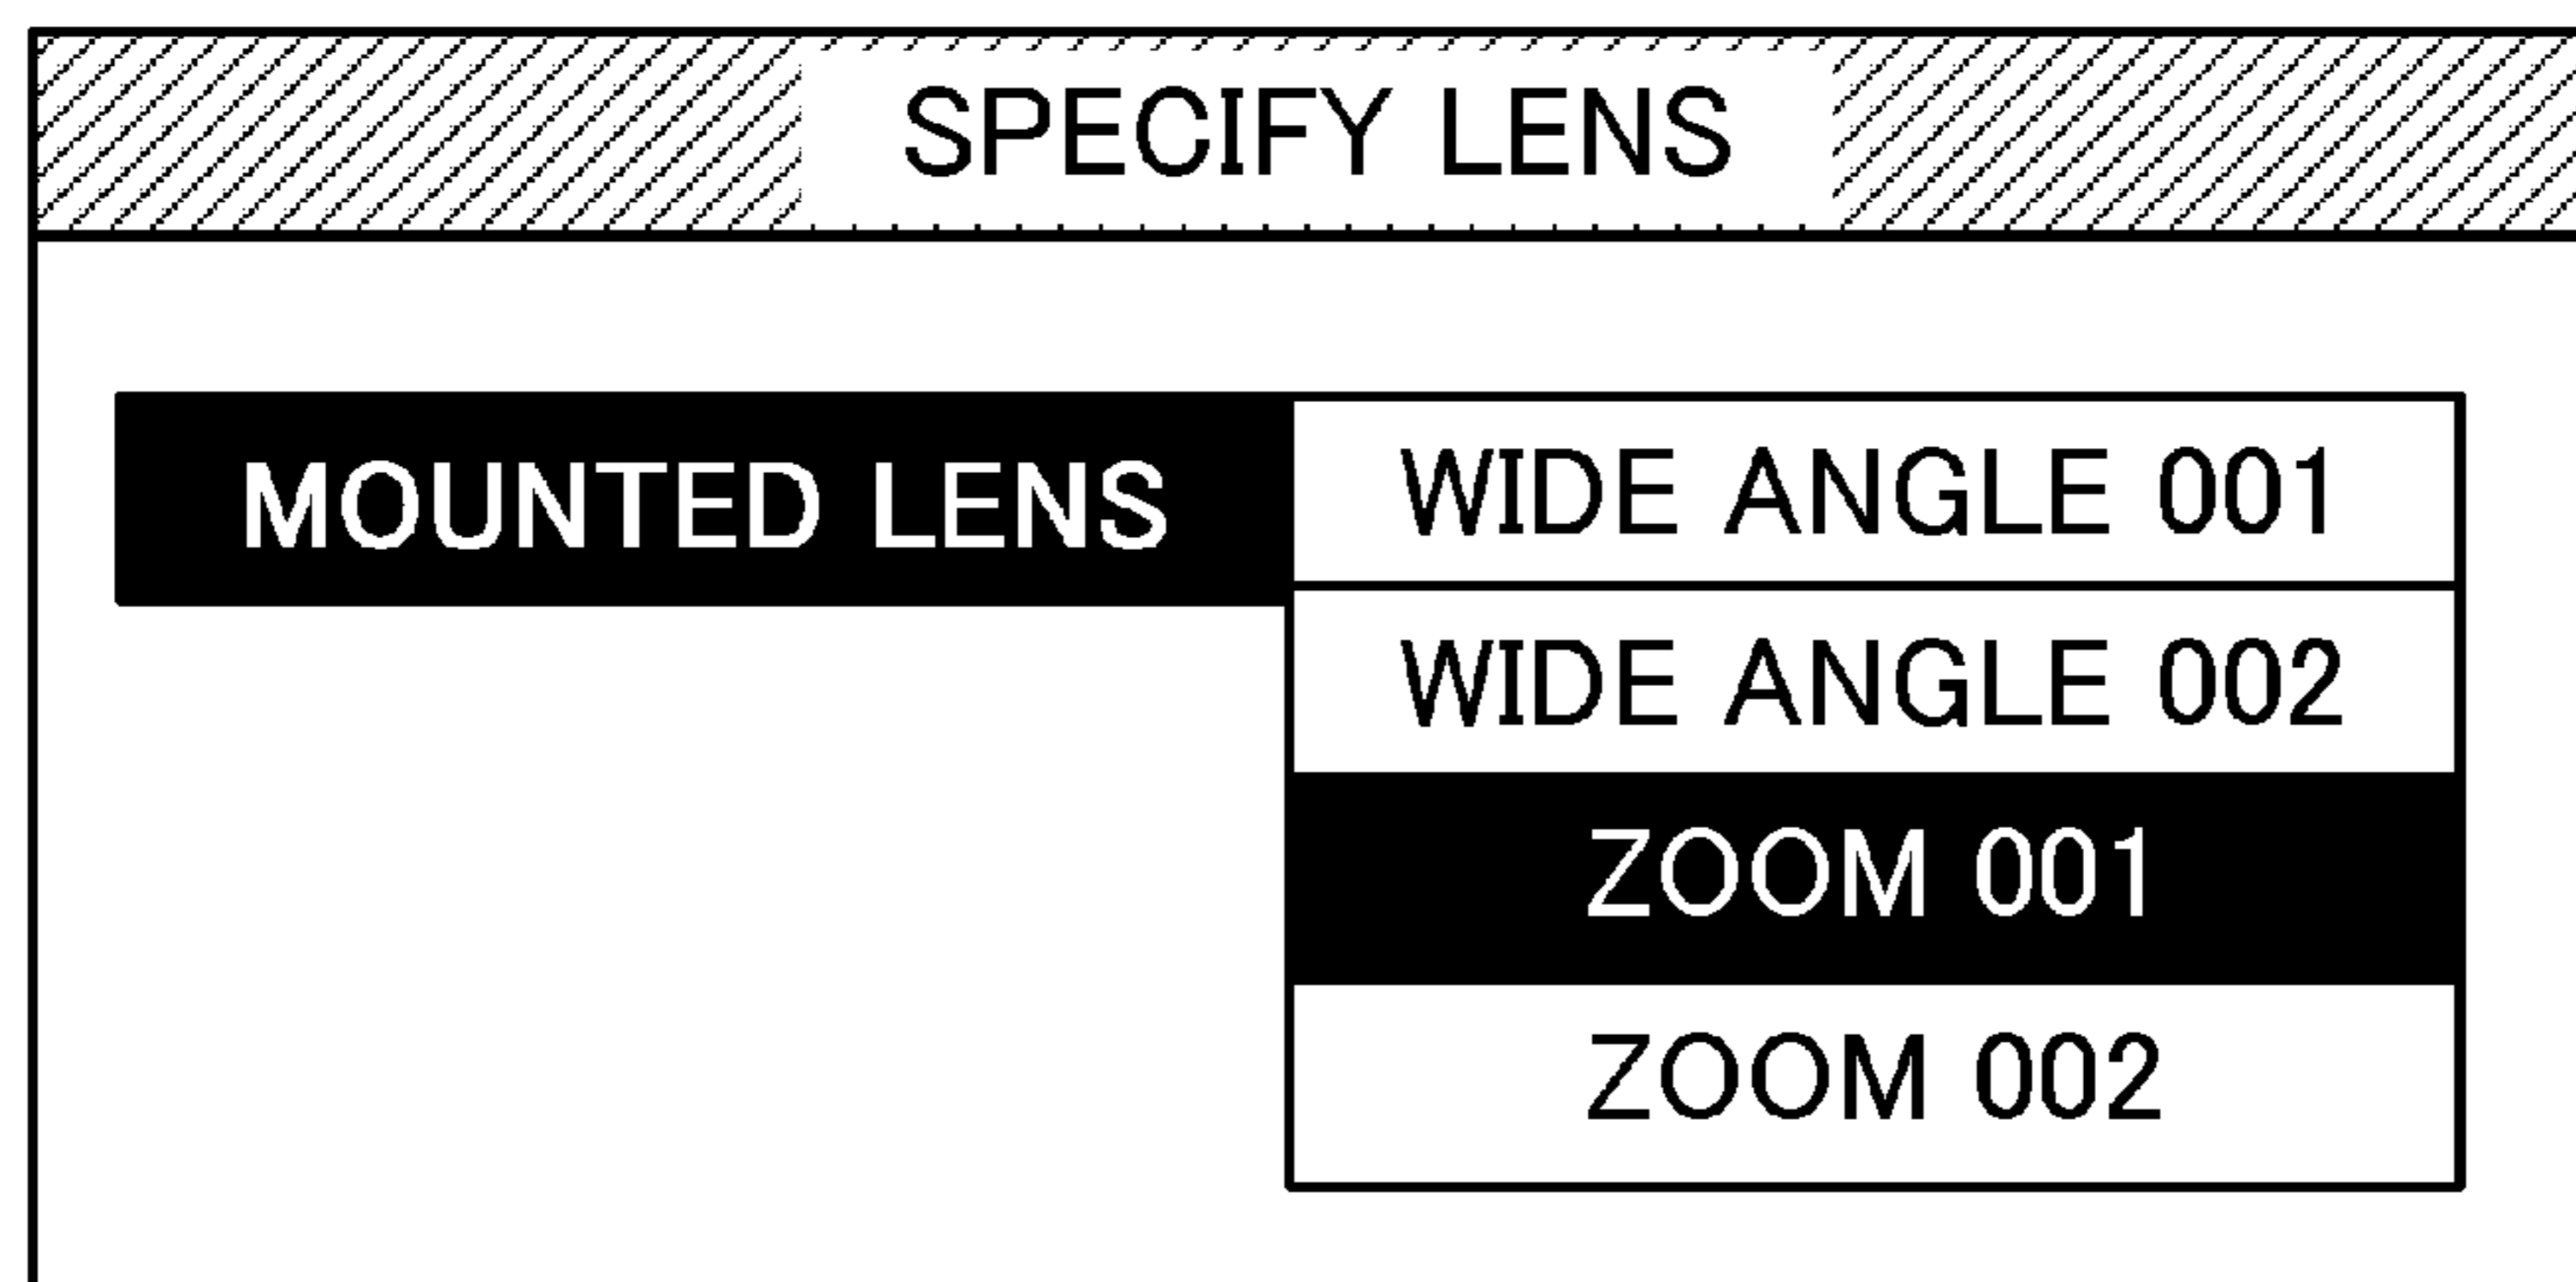 SPECIFY LENS
MOUNTED LENS
WIDE ANGLE 001
WIDE ANGLE 002
ZOOM 001
ZOOM 002